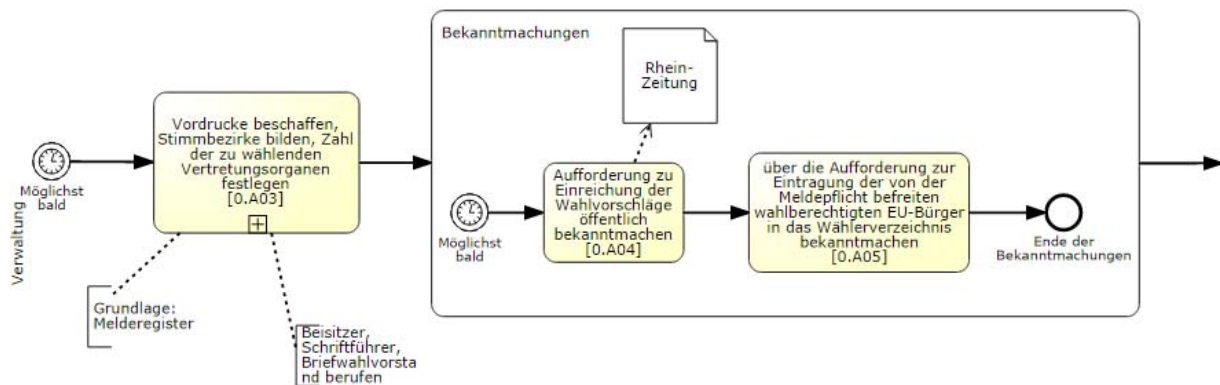 Verwaltung
Möglichst
bald
Vordrucke beschaffen,
Stimmbezirke bilden, Zahl
der zu wählenden
Vertretungsorganen
festlegen
[0.A03]
Grundlage:
Melderegister
Beisitzer,
Schriftführer,
Briefwahlvorsta
nd berufen
Bekanntmachungen
Rhein-
Zeitung
Möglichst
bald
Aufforderung zu
Einreichung der
Wahlvorschläge
öffentlich
bekanntmachen
[0.A04]
über die Aufforderung zur
Eintragung der von der
Meldepflicht befreiten
wahlberechtigten EU-Bürger
in das Wählerverzeichnis
bekanntmachen
[0.A05]
Ende der
Bekanntmachungen